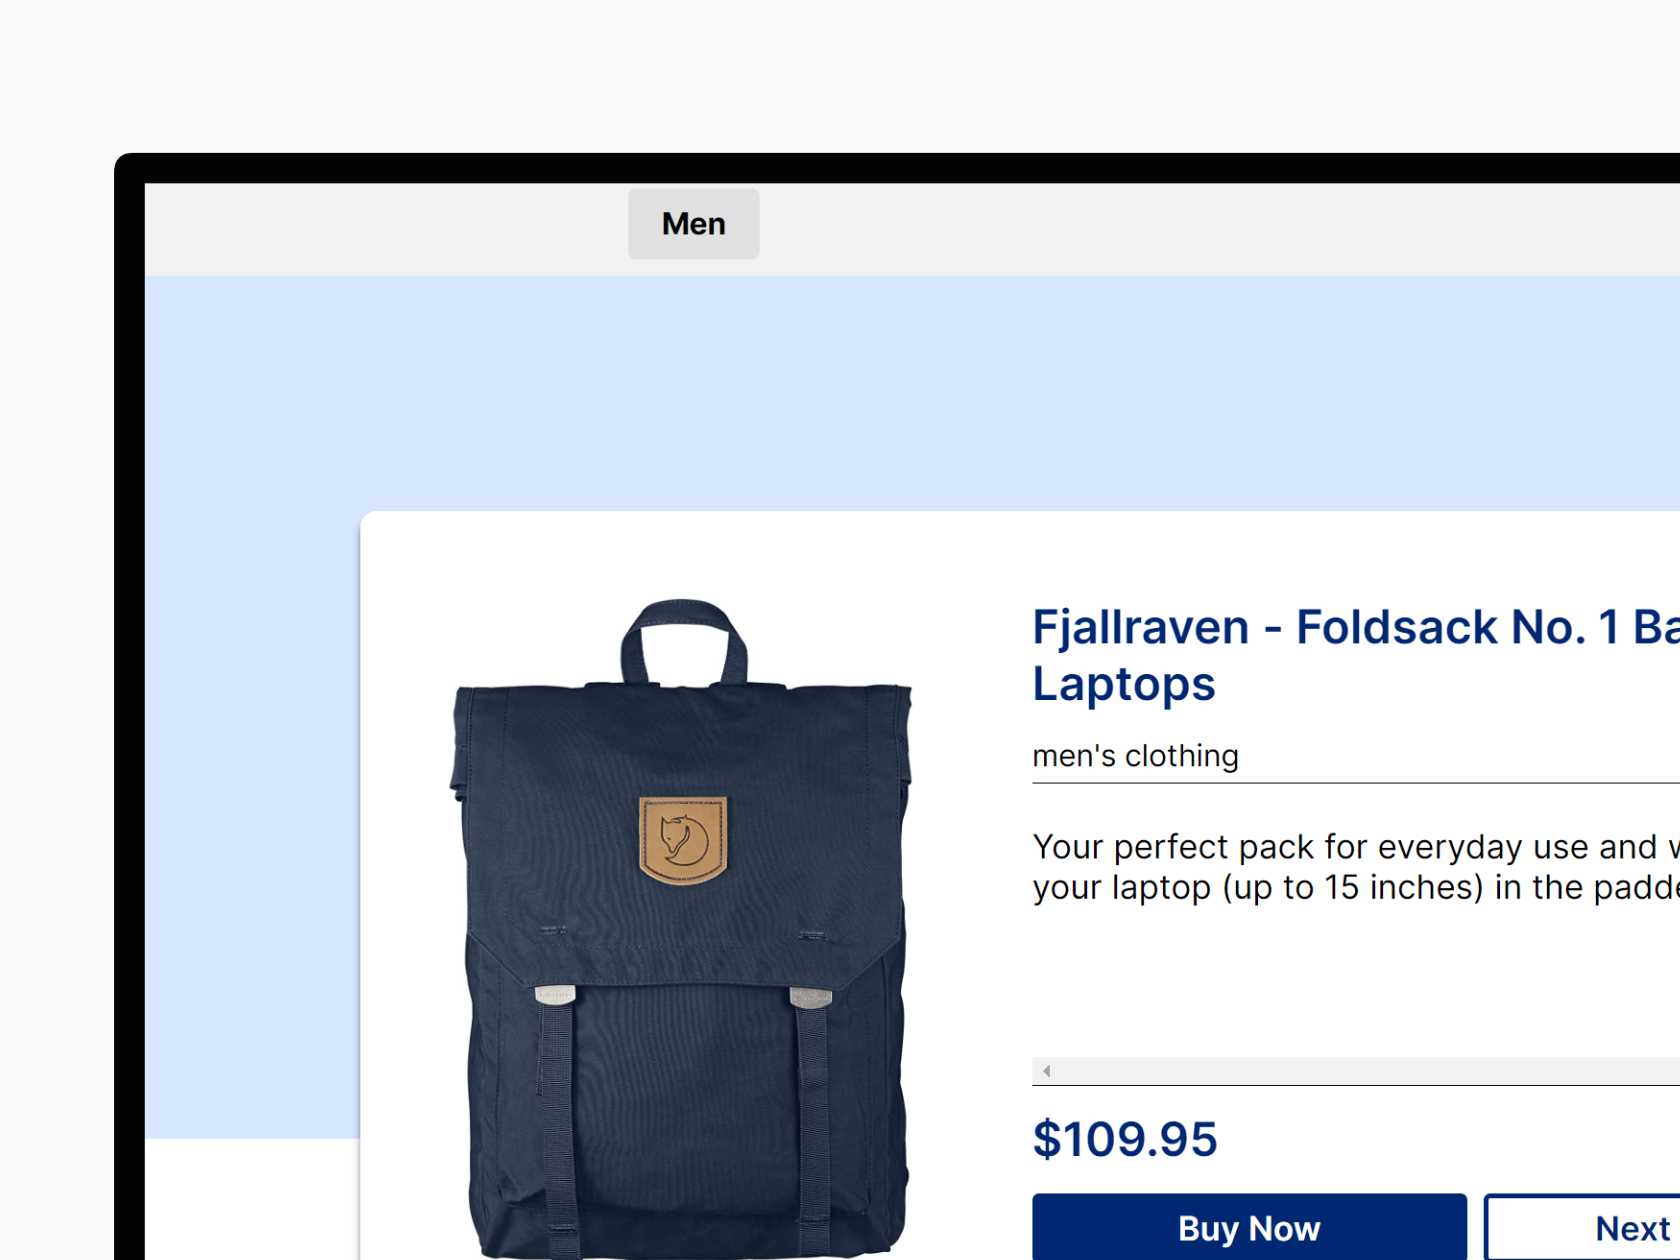 Men
Fjallraven - Foldsack No. 1 Ba
Laptops
men's clothing
Your perfect pack for everyday use and w
your laptop (up to 15 inches) in the padde
$109.95
Buy Now
Next